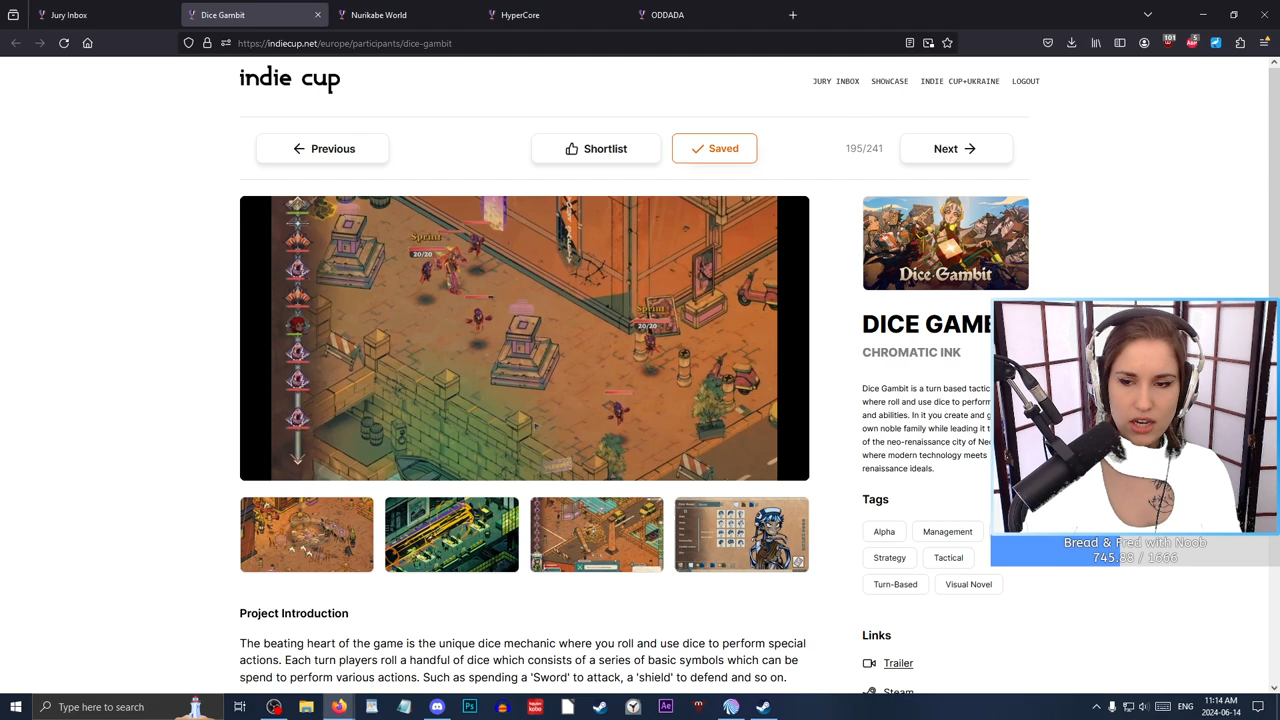 Jury Inbox
Dice Gambit
Nurikabe World
HyperCore
ODDADA
https://indiecup.net/europe/participants/dice-gambit
101
5
indie cup
JURY INBOX
SHOWCASE
INDIE CUP+UKRAINE
LOGOUT
Previous
Shortlist
Saved
195/241
Next
Sprint
20/20
Sprint
20/20
Dice Gambit
DICE GAMB
CHROMATIC INK
Dice Gambit is a turn based tactic
where roll and use dice to perform
and abilities. In it you create and g
own noble family while leading it t
of the neo-renaissance city of Neo
where modern technology meets
renaissance ideals.
Tags
Alpha
Management
Strategy
Tactical
Turn-Based
Visual Novel
Bread & Fred with Noob
745.88 / 1666
Project Introduction
The beating heart of the game is the unique dice mechanic where you roll and use dice to perform special
actions. Each turn players roll a handful of dice which consists of a series of basic symbols which can be
spend to perform various actions. Such as spending a 'Sword' to attack, a 'shield' to defend and so on.
Links
Trailer
Steam
Type here to search
ENG
11:14 AM
2024-06-14